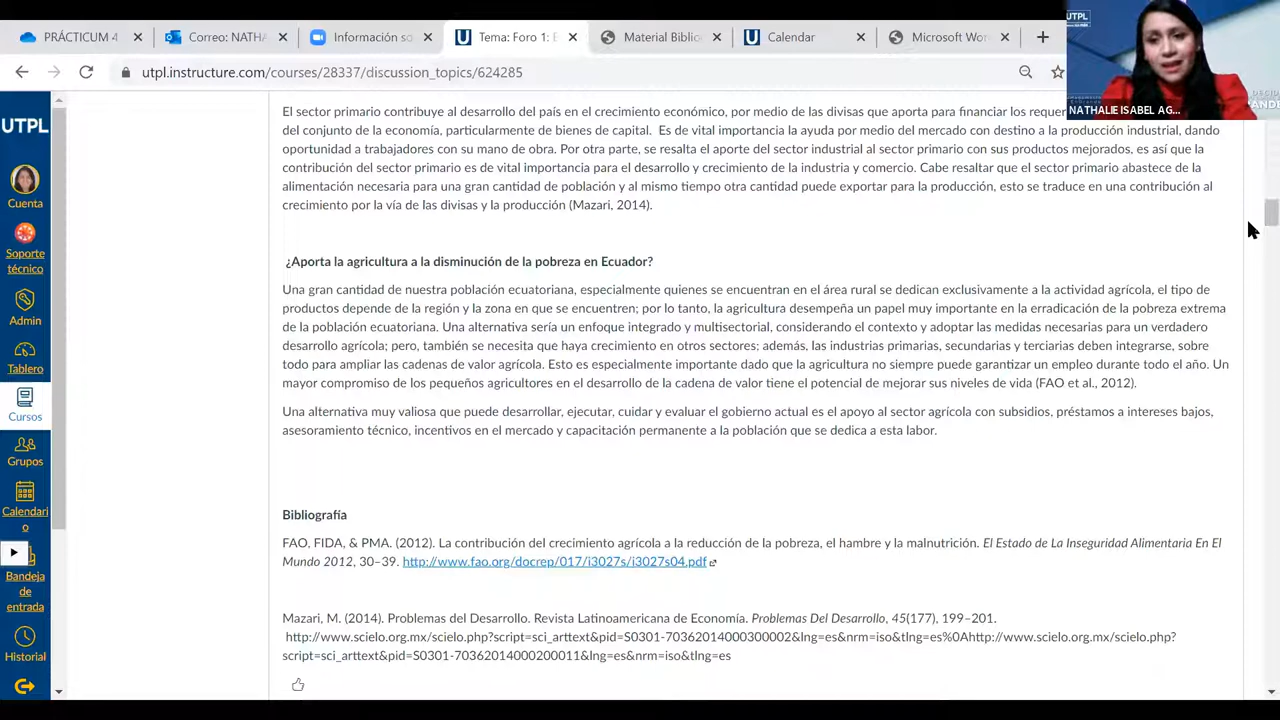 PRÁCTICUM 4
Correo: NATHA
Información so
Tema: Foro 1: E
Material Biblio
Calendar
Microsoft Wor
utpl.instructure.com/courses/28337/discussion_topics/624285
UTPL
NATHALIE ISABEL AG...
UTPL
Cuenta
Soporte
técnico
Admin
Tablero
Cursos
Grupos
Calendari
o
Bandeja
de
entrada
Historial
El sector primario contribuye al desarrollo del país en el crecimiento económico, por medio de las divisas que aporta para financiar los reque
del conjunto de la economía, particularmente de bienes de capital. Es de vital importancia la ayuda por medio del mercado con destino a la producción industrial, dando
oportunidad a trabajadores con su mano de obra. Por otra parte, se resalta el aporte del sector industrial al sector primario con sus productos mejorados, es así que la
contribución del sector primario es de vital importancia para el desarrollo y crecimiento de la industria y comercio. Cabe resaltar que el sector primario abastece de la
alimentación necesaria para una gran cantidad de población y al mismo tiempo otra cantidad puede exportar para la producción, esto se traduce en una contribución al
crecimiento por la vía de las divisas y la producción (Mazari, 2014).
¿Aporta la agricultura a la disminución de la pobreza en Ecuador?
Una gran cantidad de nuestra población ecuatoriana, especialmente quienes se encuentran en el área rural se dedican exclusivamente a la actividad agrícola, el tipo de
productos depende de la región y la zona en que se encuentren; por lo tanto, la agricultura desempeña un papel muy importante en la erradicación de la pobreza extrema
de la población ecuatoriana. Una alternativa sería un enfoque integrado y multisectorial, considerando el contexto y adoptar las medidas necesarias para un verdadero
desarrollo agrícola; pero, también se necesita que haya crecimiento en otros sectores; además, las industrias primarias, secundarias y terciarias deben integrarse, sobre
todo para ampliar las cadenas de valor agrícola. Esto es especialmente importante dado que la agricultura no siempre puede garantizar un empleo durante todo el año. Un
mayor compromiso de los pequeños agricultores en el desarrollo de la cadena de valor tiene el potencial de mejorar sus niveles de vida (FAO et al., 2012).
Una alternativa muy valiosa que puede desarrollar, ejecutar, cuidar y evaluar el gobierno actual es el apoyo al sector agrícola con subsidios, préstamos a intereses bajos,
asesoramiento técnico, incentivos en el mercado y capacitación permanente a la población que se dedica a esta labor.
Bibliografía
FAO, FIDA, & PMA. (2012). La contribución del crecimiento agrícola a la reducción de la pobreza, el hambre y la malnutrición. El Estado de La Inseguridad Alimentaria En El
Mundo 2012, 30–39. http://www.fao.org/docrep/017/i3027s/i3027s04.pdf
Mazari, M. (2014). Problemas del Desarrollo. Revista Latinoamericana de Economía. Problemas Del Desarrollo, 45(177), 199–201.
http://www.scielo.org.mx/scielo.php?script=sci_arttext&pid=S0301-70362014000300002&lng=es&nrm=iso&tlng=es%0Ahttp://www.scielo.org.mx/scielo.php?
script=sci_arttext&pid=S0301-70362014000200011&lng=es&nrm=iso&tlng=es